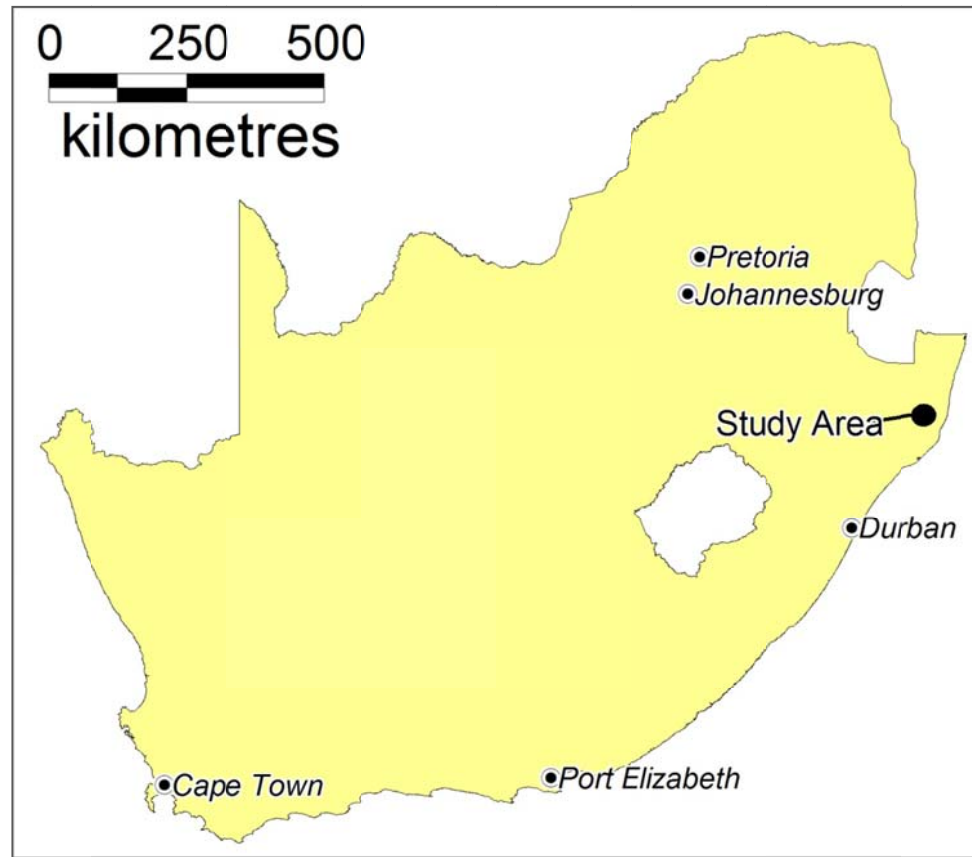 0 250 500
kilometres
Pretoria
Johannesburg
Study Area
Durban
Port Elizabeth
Cape Town